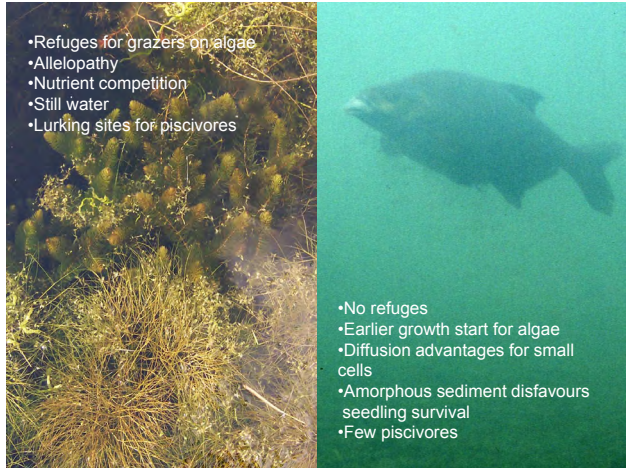 •Refuges for grazers on algae
•Allelopathy
•Nutrient competition
•Still water
•Lurking sites for piscivores
•No refuges
•Earlier growth start for algae
•Diffusion advantages for small
cells
•Amorphous sediment disfavours
seedling survival
•Few piscivores